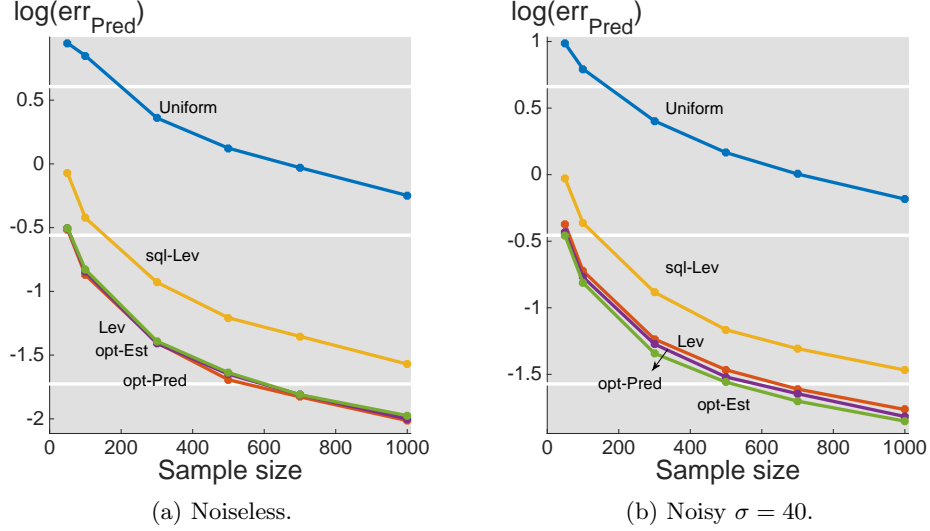 log(err_Pred)
0.5
0
-0.5
-1
-1.5
-2
Uniform
sql-Lev
Lev
opt-Est
opt-Pred
0 200 400 600 800 1000
Sample size
(a) Noiseless.
log(err_Pred)
1
0.5
0
-0.5
-1
-1.5
Uniform
sql-Lev
Lev
opt-Pred
opt-Est
0 200 400 600 800 1000
Sample size
(b) Noisy σ = 40.